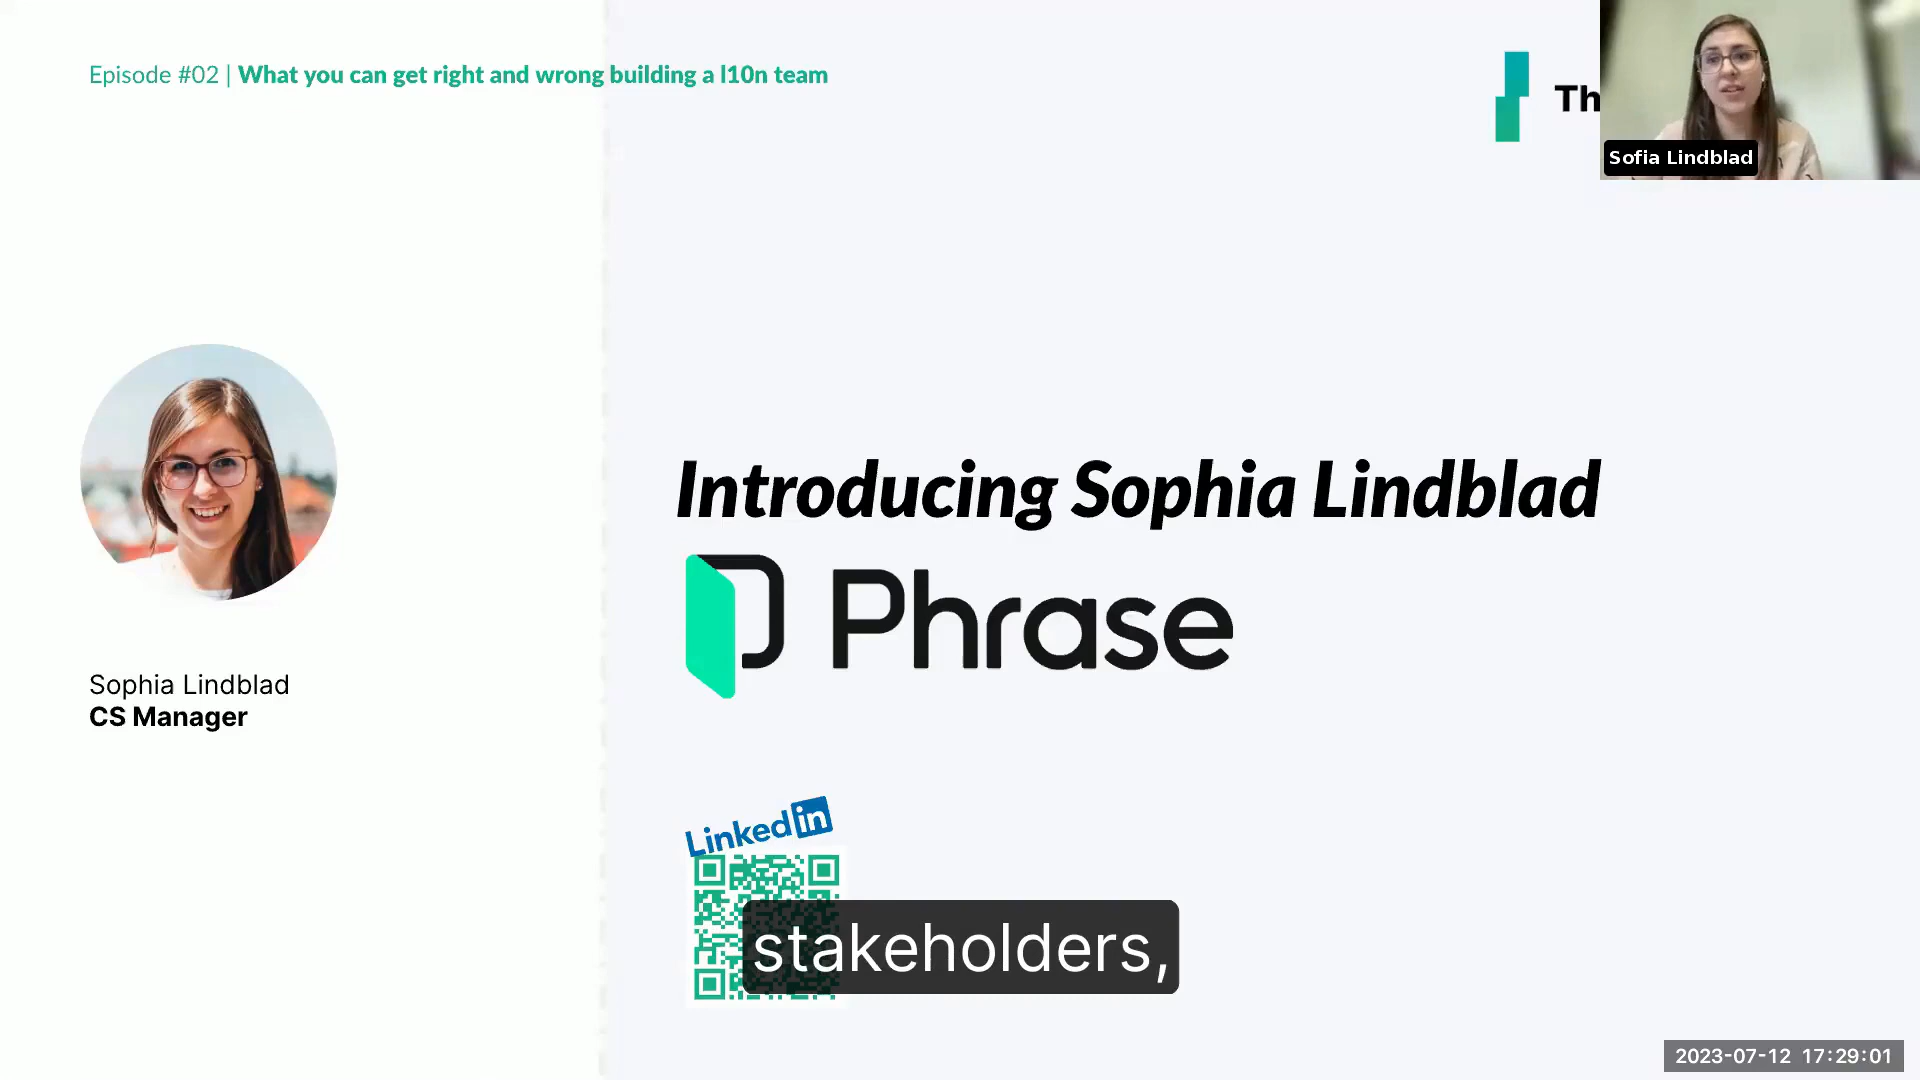 Episode #02 | What you can get right and wrong building a l10n team
Th
Sofia Lindblad
Introducing Sophia Lindblad
Phrase
Sophia Lindblad
CS Manager
LinkedIn
stakeholders,
2023-07-12 17:29:01